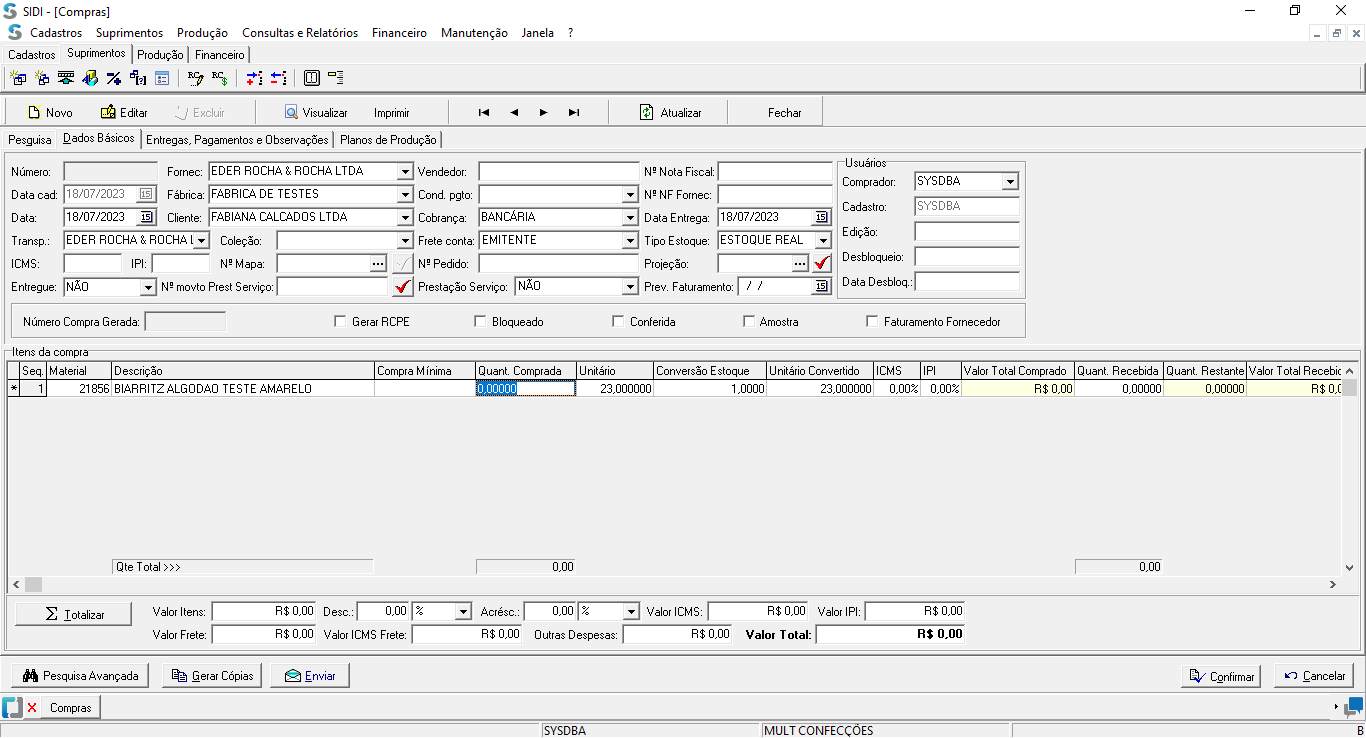 SIDI - [Compras]
Cadastros Suprimentos Produção Consultas e Relatórios Financeiro Manutenção Janela ?
Cadastros Suprimentos Produção Financeiro
Novo Editar Excluir Visualizar Imprimir Atualizar Fechar
Pesquisa Dados Básicos Entregas, Pagamentos e Observações Planos de Produção
Número: Fornec: EDER ROCHA & ROCHA LTDA Vendedor: Nº Nota Fiscal: Usuários
Data cad: 18/07/2023 15 Fábrica: FABRICA DE TESTES Cond. pgto: Nº NF Fornec: Comprador: SYSDBA
Data: 18/07/2023 15 Cliente: FABIANA CALCADOS LTDA Cobrança: BANCÁRIA Data Entrega: 18/07/2023 15 Cadastro: SYSDBA
Transp.: EDER ROCHA & ROCHA L Coleção: Frete conta: EMITENTE Tipo Estoque: ESTOQUE REAL Edição:
ICMS: IPI: Nº Mapa: ... Nº Pedido: Projeção: ... Desbloqueio:
Entregue: NÃO Nº movto Prest Serviço: Prestação Serviço: NÃO Prev. Faturamento: / / 15 Data Desbloq.:
Número Compra Gerada: Gerar RCPE Bloqueado Conferida Amostra Faturamento Fornecedor
Itens da compra
Seq. Material Descrição Compra Mínima Quant. Comprada Unitário Conversão Estoque Unitário Convertido ICMS IPI Valor Total Comprado Quant. Recebida Quant. Restante Valor Total Recebic
* 1 21856 BIARRITZ ALGODAO TESTE AMARELO 0,00000 23,000000 1,0000 23,000000 0,00% 0,00% R$ 0,00 0,00000 0,00000 R$ 0,0
Qte Total >>> 0,00 0,00
Σ Totalizar Valor Itens: R$ 0,00 Desc.: 0,00 % Acrésc.: 0,00 % Valor ICMS: R$ 0,00 Valor IPI: R$ 0,00
Valor Frete: R$ 0,00 Valor ICMS Frete: R$ 0,00 Outras Despesas: R$ 0,00 Valor Total: R$ 0,00
Pesquisa Avançada Gerar Cópias Enviar Confirmar Cancelar
Compras
SYSDBA MULT CONFECÇÕES B